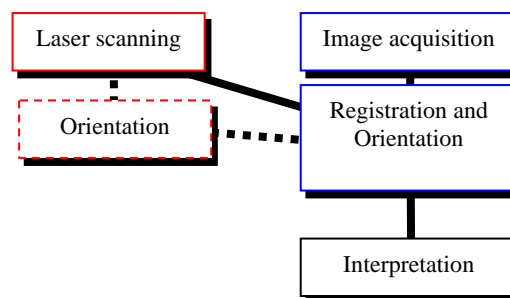 Laser scanning
Image acquisition
Orientation
Registration and
Orientation
Interpretation